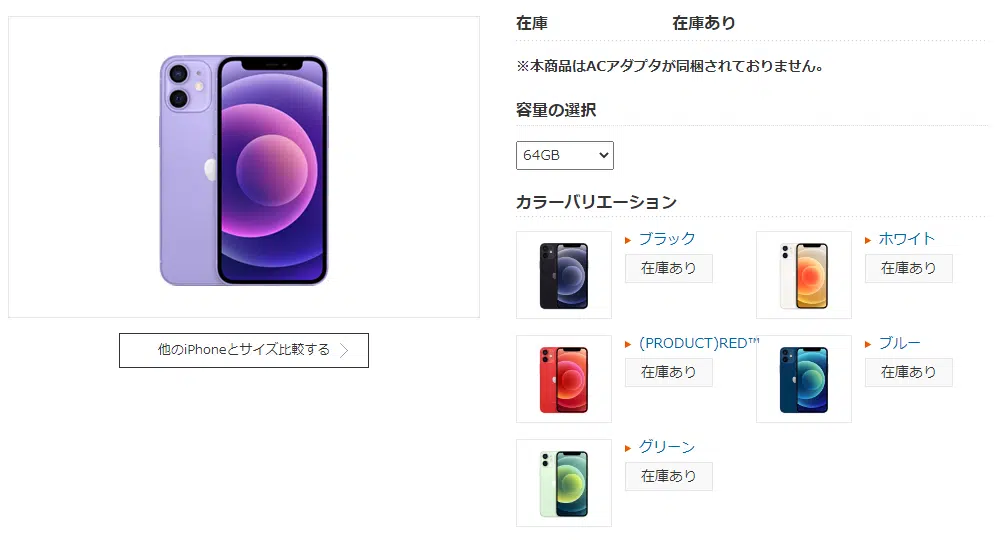 在庫 在庫あり
※本商品はACアダプタが同梱されておりません。
容量の選択
64GB
カラーバリエーション
ブラック
在庫あり
ホワイト
在庫あり
(PRODUCT)RED™
在庫あり
ブルー
在庫あり
グリーン
在庫あり
他のiPhoneとサイズ比較する